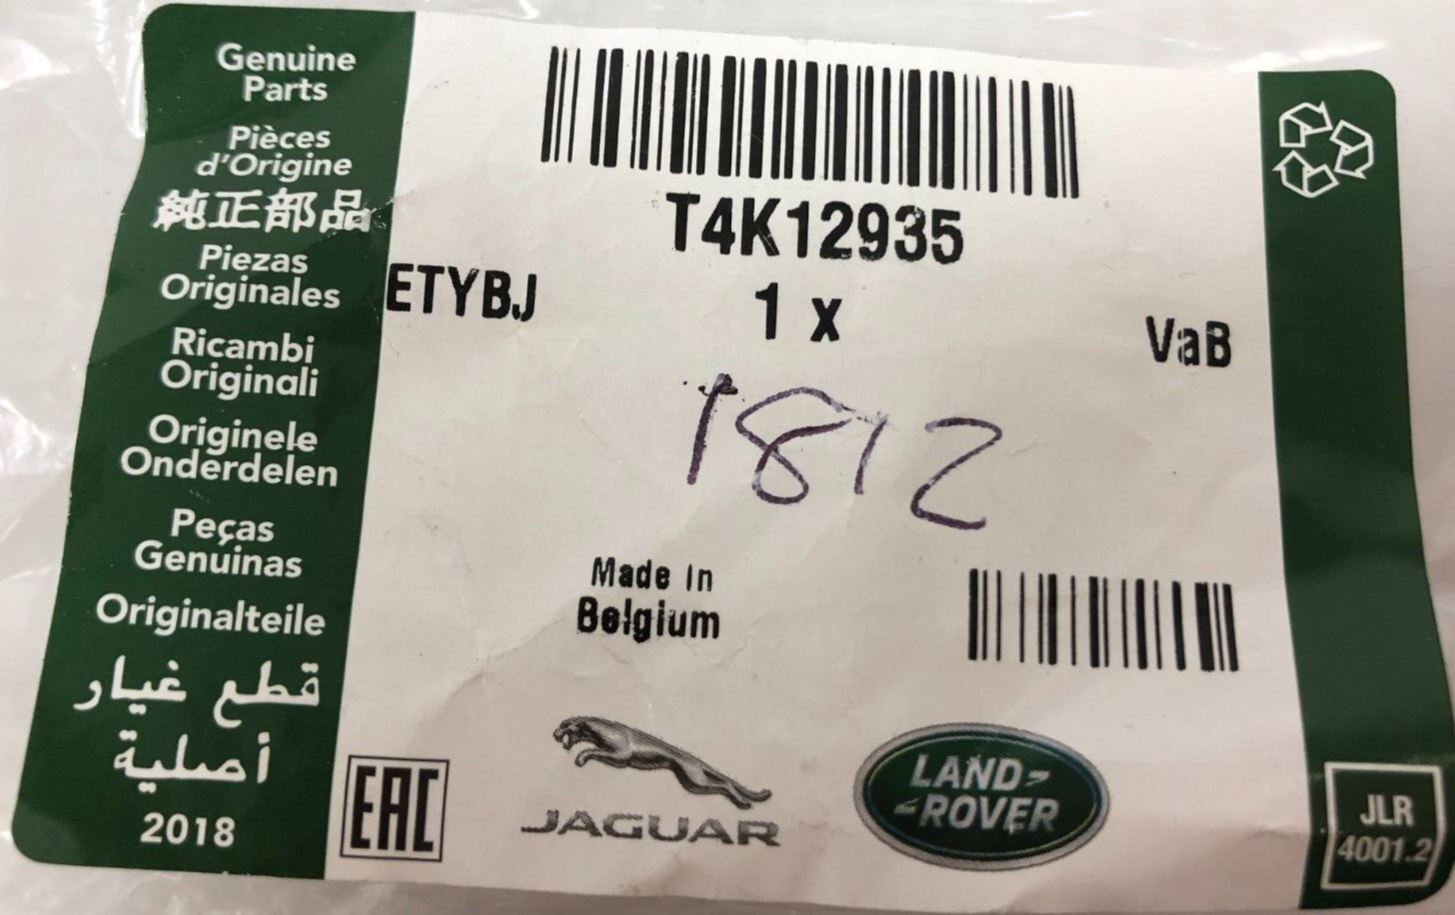 Genuine
Parts
Pièces
d'Origine
純正部品
Piezas
Originales
Ricambi
Originali
Originele
Onderdelen
Peças
Genuinas
Originalteile
قطع غيار
أصلية
2018
T4K12935
ETYBJ
1 x
VaB
1812
Made in
Belgium
EAC
JAGUAR
LAND-
-ROVER
JLR
4001.2